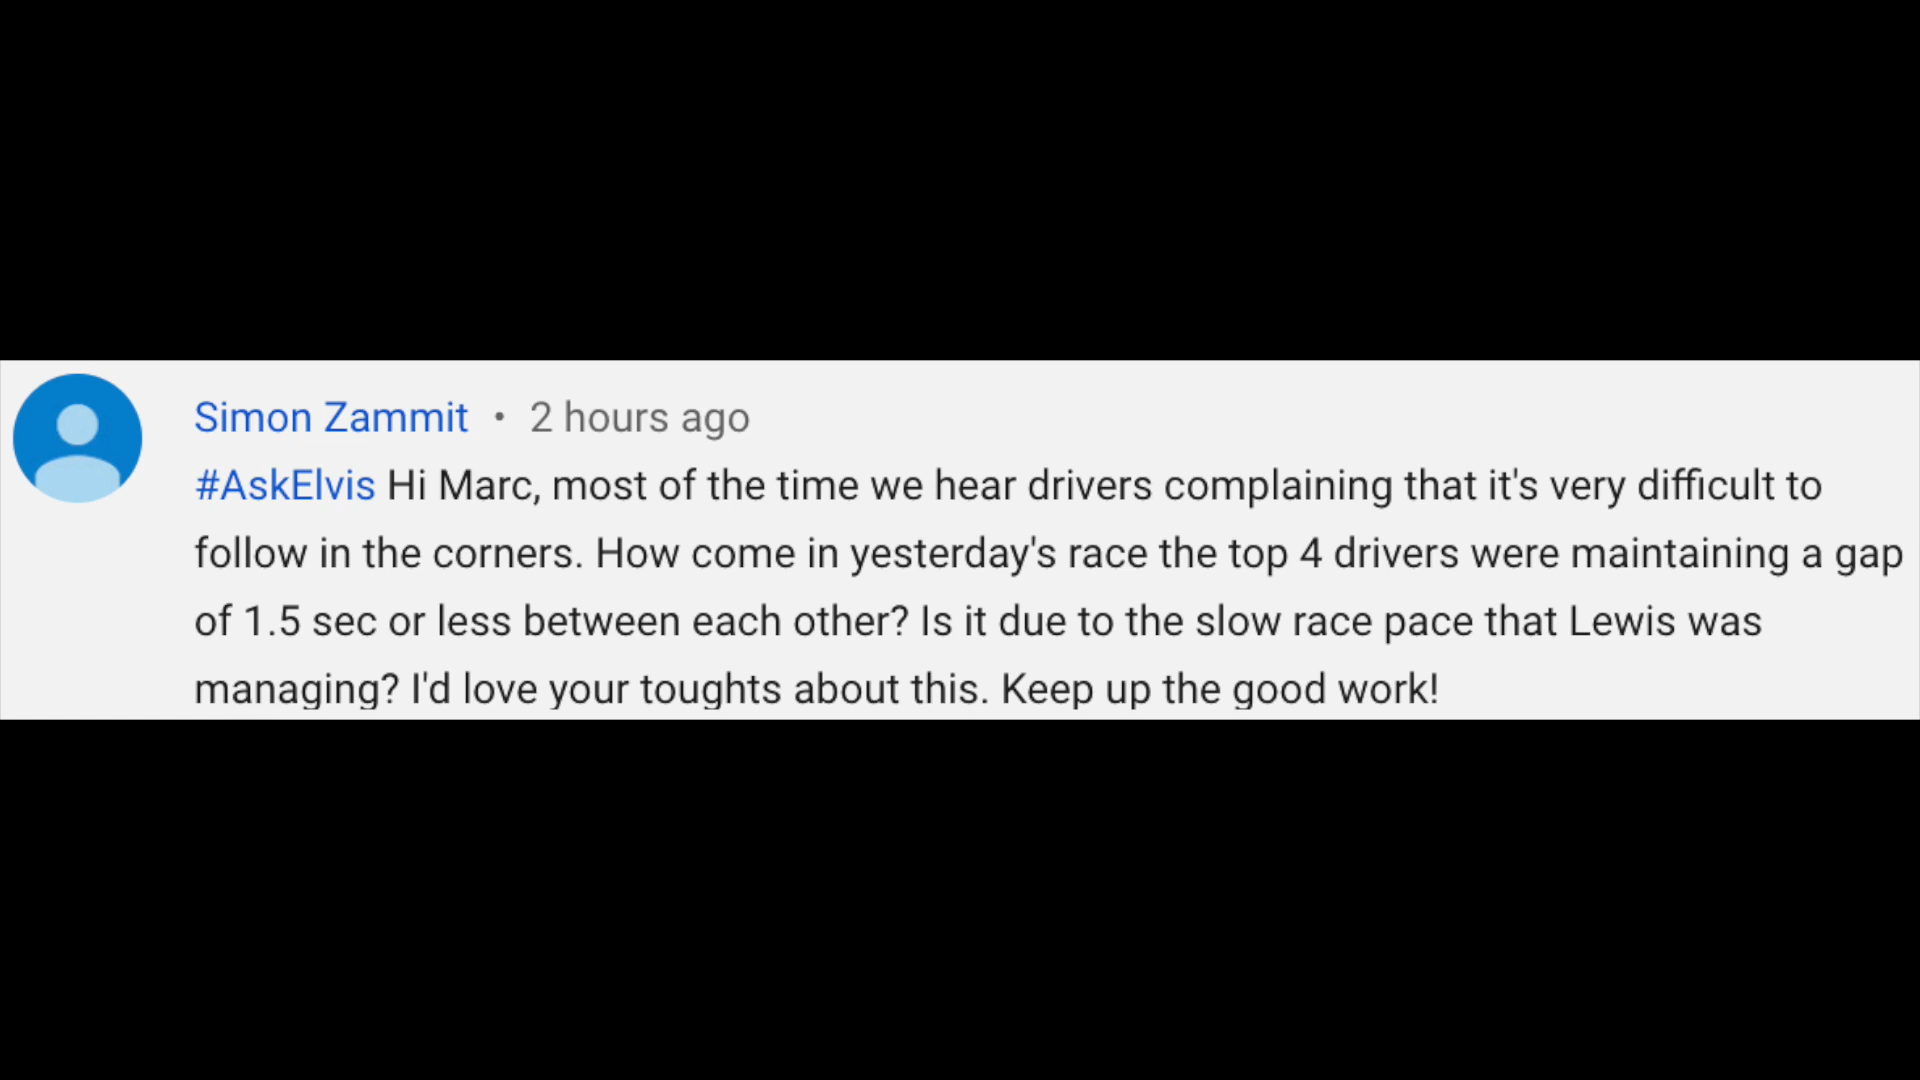 Simon Zammit • 2 hours ago
#AskElvis Hi Marc, most of the time we hear drivers complaining that it's very difficult to
follow in the corners. How come in yesterday's race the top 4 drivers were maintaining a gap
of 1.5 sec or less between each other? Is it due to the slow race pace that Lewis was
managing? I'd love your toughts about this. Keep up the good work!